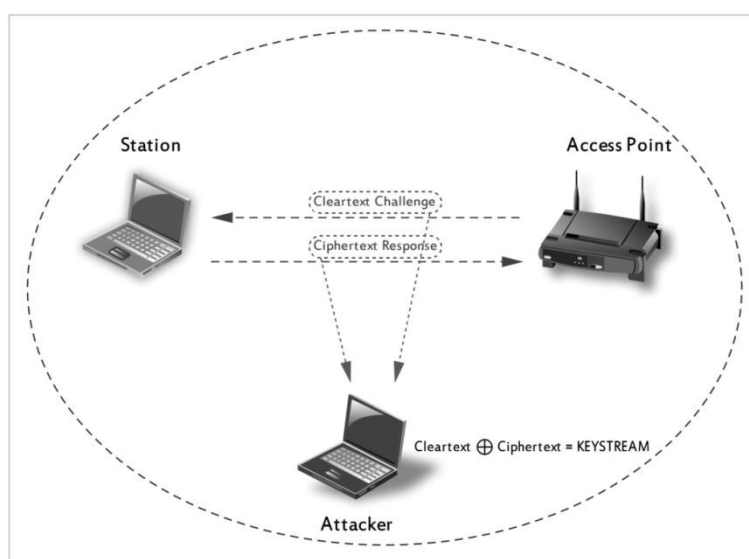 Station
Access Point
Cleartext Challenge
Ciphertext Response
Cleartext ⊕ Ciphertext = KEYSTREAM
Attacker